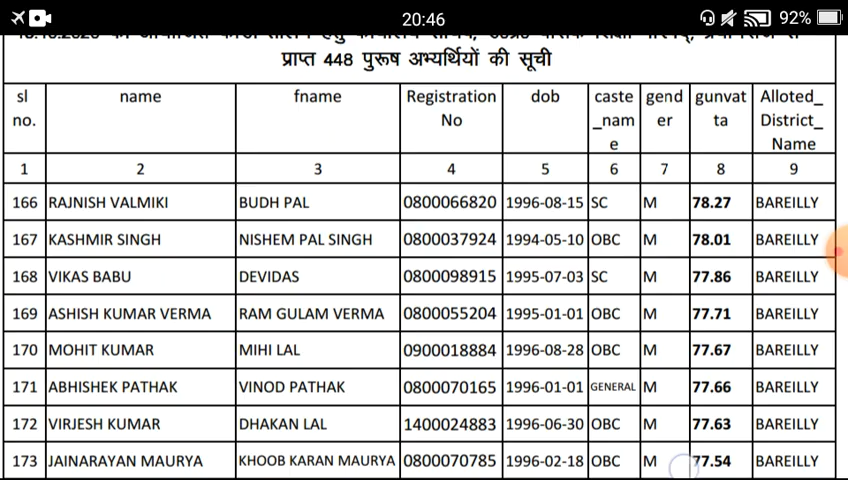 20:46
92%
प्राप्त 448 पुरूष अभ्यर्थियों की सूची
sl no. name fname Registration No dob caste_name gender gunvatta Alloted_District_Name
1 2 3 4 5 6 7 8 9
166 RAJNISH VALMIKI BUDH PAL 0800066820 1996-08-15 SC M 78.27 BAREILLY
167 KASHMIR SINGH NISHEM PAL SINGH 0800037924 1994-05-10 OBC M 78.01 BAREILLY
168 VIKAS BABU DEVIDAS 0800098915 1995-07-03 SC M 77.86 BAREILLY
169 ASHISH KUMAR VERMA RAM GULAM VERMA 0800055204 1995-01-01 OBC M 77.71 BAREILLY
170 MOHIT KUMAR MIHI LAL 0900018884 1996-08-28 OBC M 77.67 BAREILLY
171 ABHISHEK PATHAK VINOD PATHAK 0800070165 1996-01-01 GENERAL M 77.66 BAREILLY
172 VIRJESH KUMAR DHAKAN LAL 1400024883 1996-06-30 OBC M 77.63 BAREILLY
173 JAINARAYAN MAURYA KHOOB KARAN MAURYA 0800070785 1996-02-18 OBC M 77.54 BAREILLY